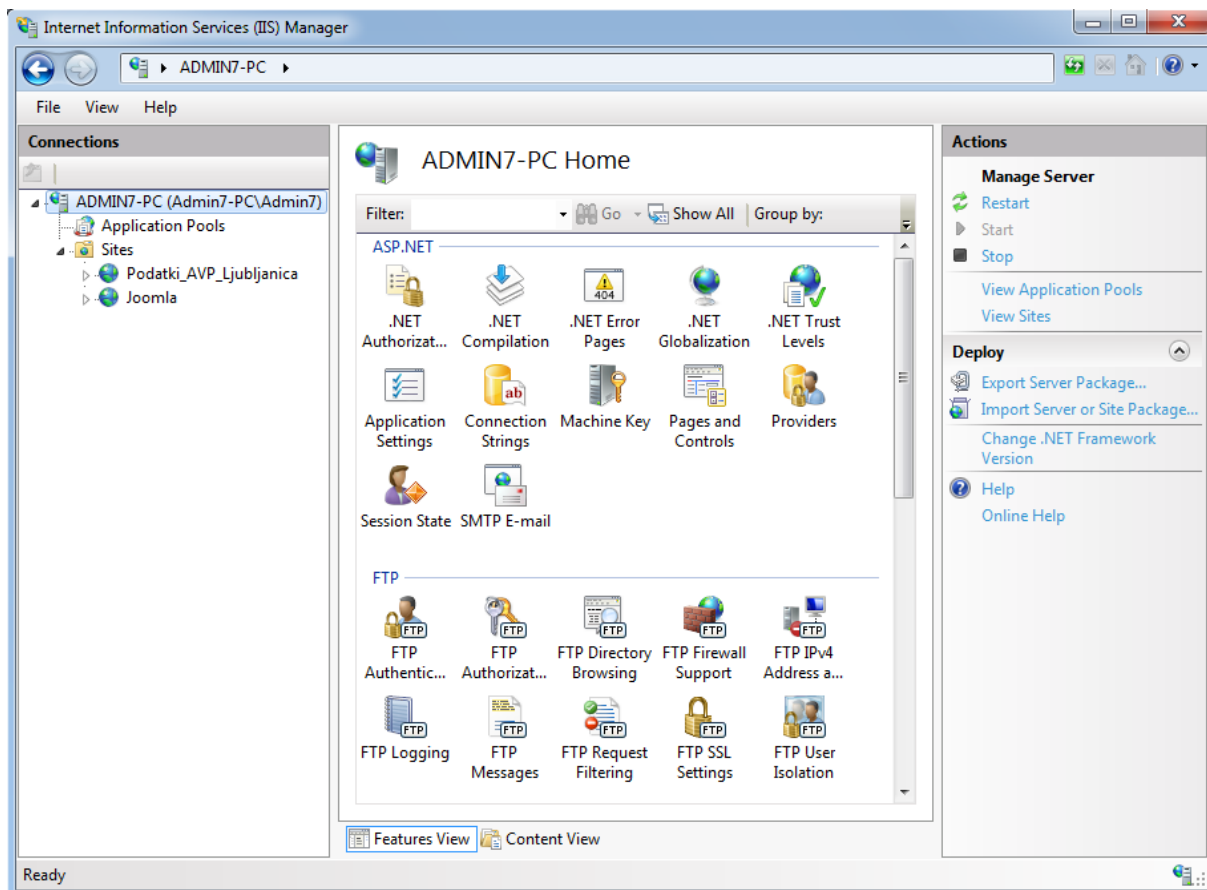 Internet Information Services (IIS) Manager
ADMIN7-PC
File View Help
Connections
ADMIN7-PC (Admin7-PC\Admin7)
Application Pools
Sites
Podatki_AVP_Ljubljanica
Joomla
ADMIN7-PC Home
Filter: Go Show All Group by:
ASP.NET
404
.NET Authorizat...
.NET Compilation
.NET Error Pages
.NET Globalization
.NET Trust Levels
ab
Application Settings
Connection Strings
Machine Key
Pages and Controls
Providers
Session State
SMTP E-mail
FTP
FTP FTP FTP FTP FTP
FTP Authentic...
FTP Authorizat...
FTP Directory Browsing
FTP Firewall Support
FTP IPv4 Address a...
FTP FTP FTP FTP FTP
FTP Logging
FTP Messages
FTP Request Filtering
FTP SSL Settings
FTP User Isolation
Features View Content View
Actions
Manage Server
Restart
Start
Stop
View Application Pools
View Sites
Deploy
Export Server Package...
Import Server or Site Package...
Change .NET Framework
Version
Help
Online Help
Ready